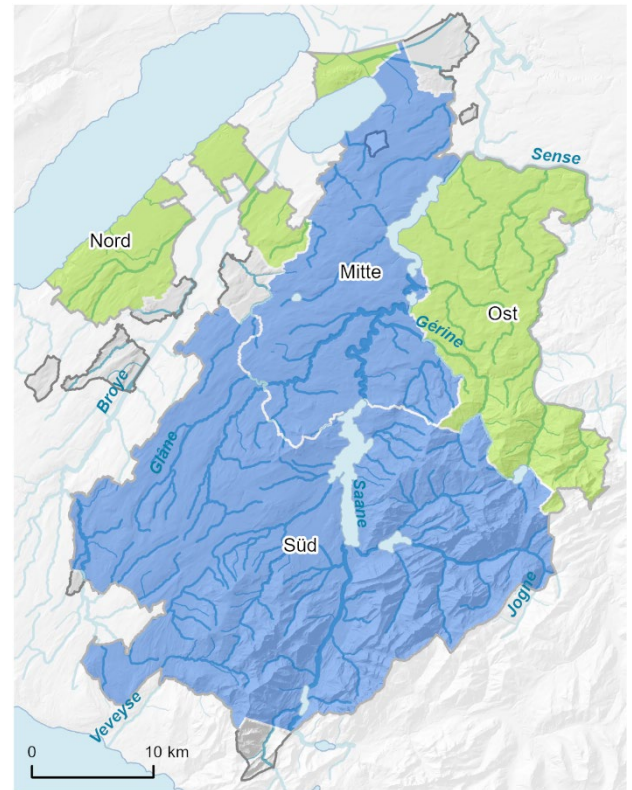 Sense
Nord
Mitte
Ost
Gérine
Broye
Glâne
Saane
Süd
Jogne
Veveyse
0 10 km